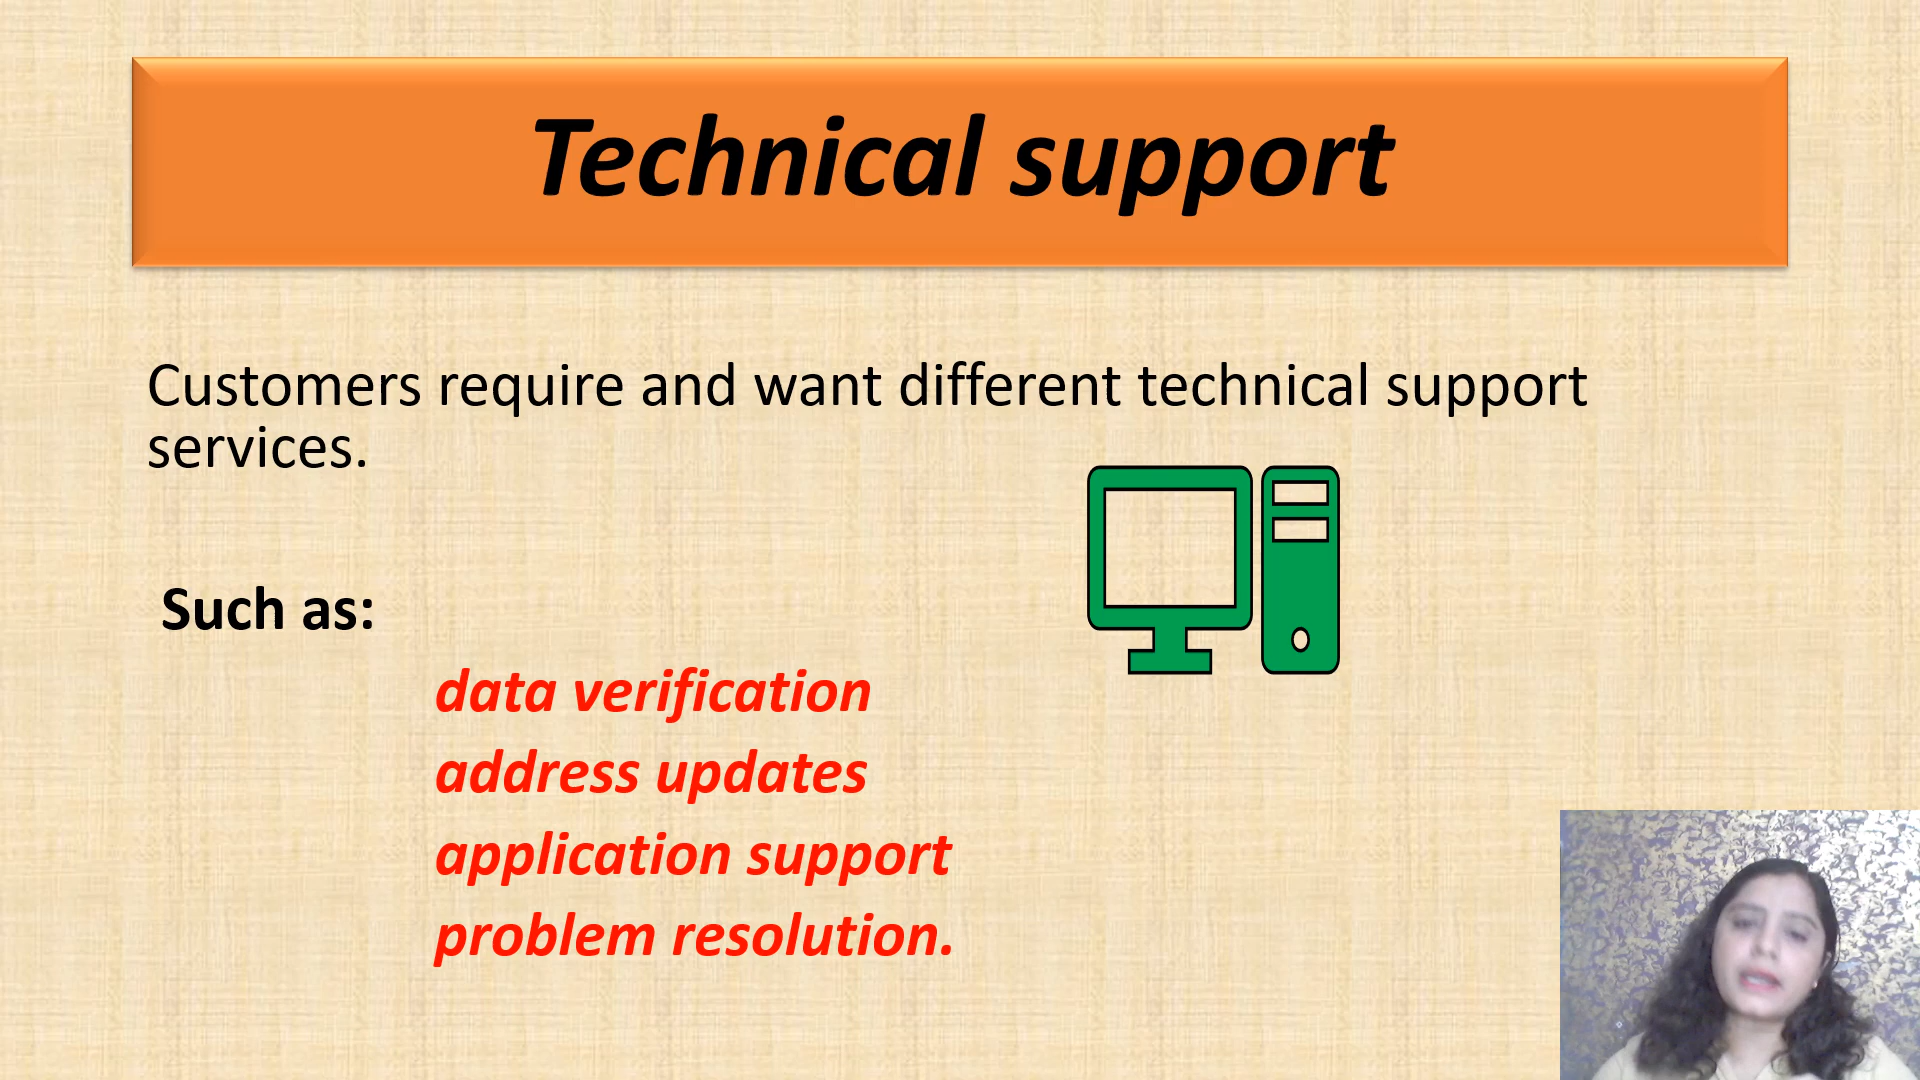 Technical support
Customers require and want different technical support
services.
Such as:
data verification
address updates
application support
problem resolution.